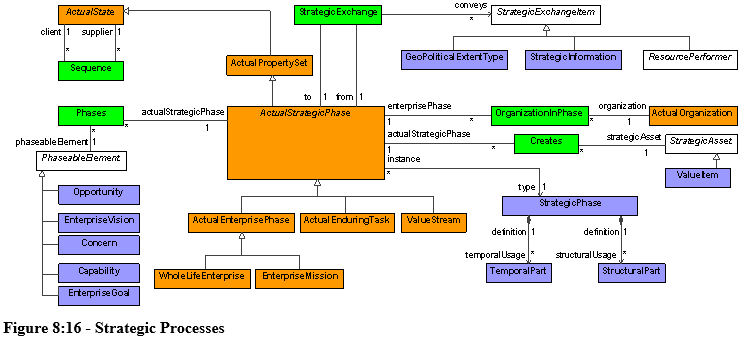 ActualState
StrategicExchange
conveys
*
StrategicExchangeItem
client 1
supplier 1
* *
Sequence
ActualPropertySet
GeoPoliticalExtentType
StrategicInformation
ResourcePerformer
to 1
from 1
Phases
* *
actualStrategicPhase
1
ActualStrategicPhase
enterprisePhase
1 *
OrganizationInPhase
*
organization
1
ActualOrganization
phaseableElement 1
PhaseableElement
actualStrategicPhase
1 *
Creates
*
strategicAsset
1
StrategicAsset
instance
*
ValueItem
type 1
StrategicPhase
Opportunity
EnterpriseVision
Concern
Capability
EnterpriseGoal
ActualEnterprisePhase
ActualEnduringTask
ValueStream
definition 1
definition 1
temporalUsage *
structuralUsage *
WholeLifeEnterprise
EnterpriseMission
TemporalPart
StructuralPart
Figure 8:16 - Strategic Processes